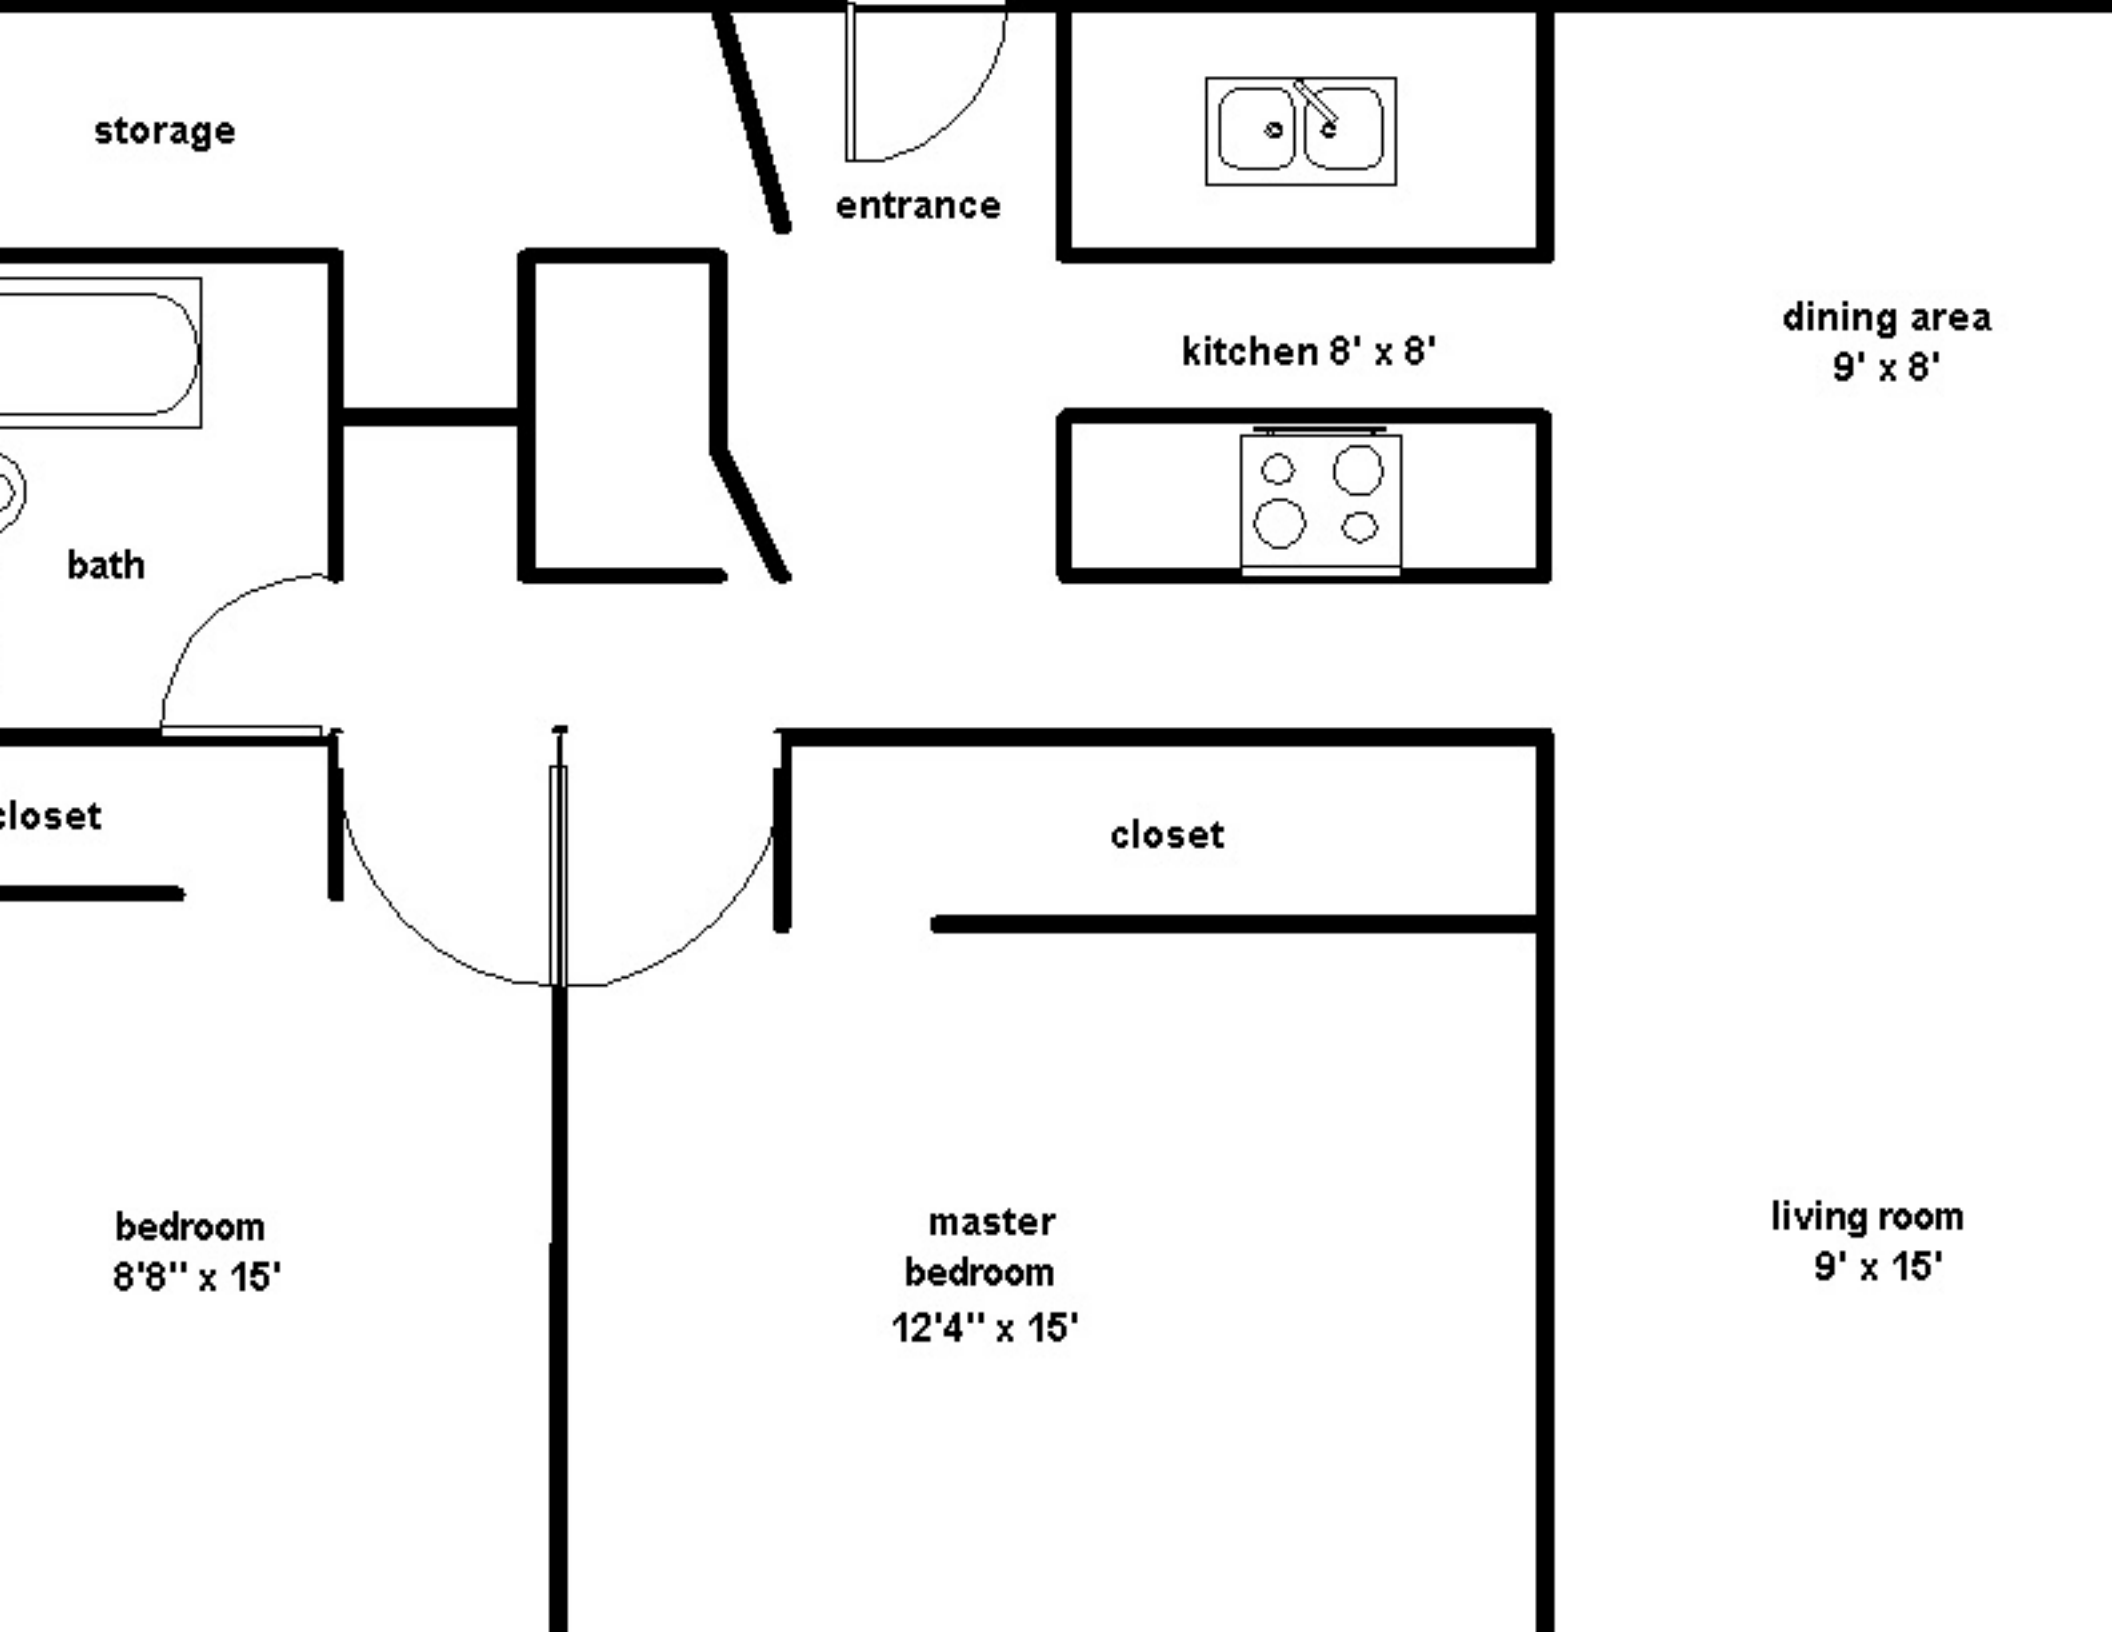 storage
entrance
dining area
9' x 8'
kitchen 8' x 8'
bath
closet
closet
bedroom
8'8" x 15'
master
bedroom
12'4" x 15'
living room
9' x 15'